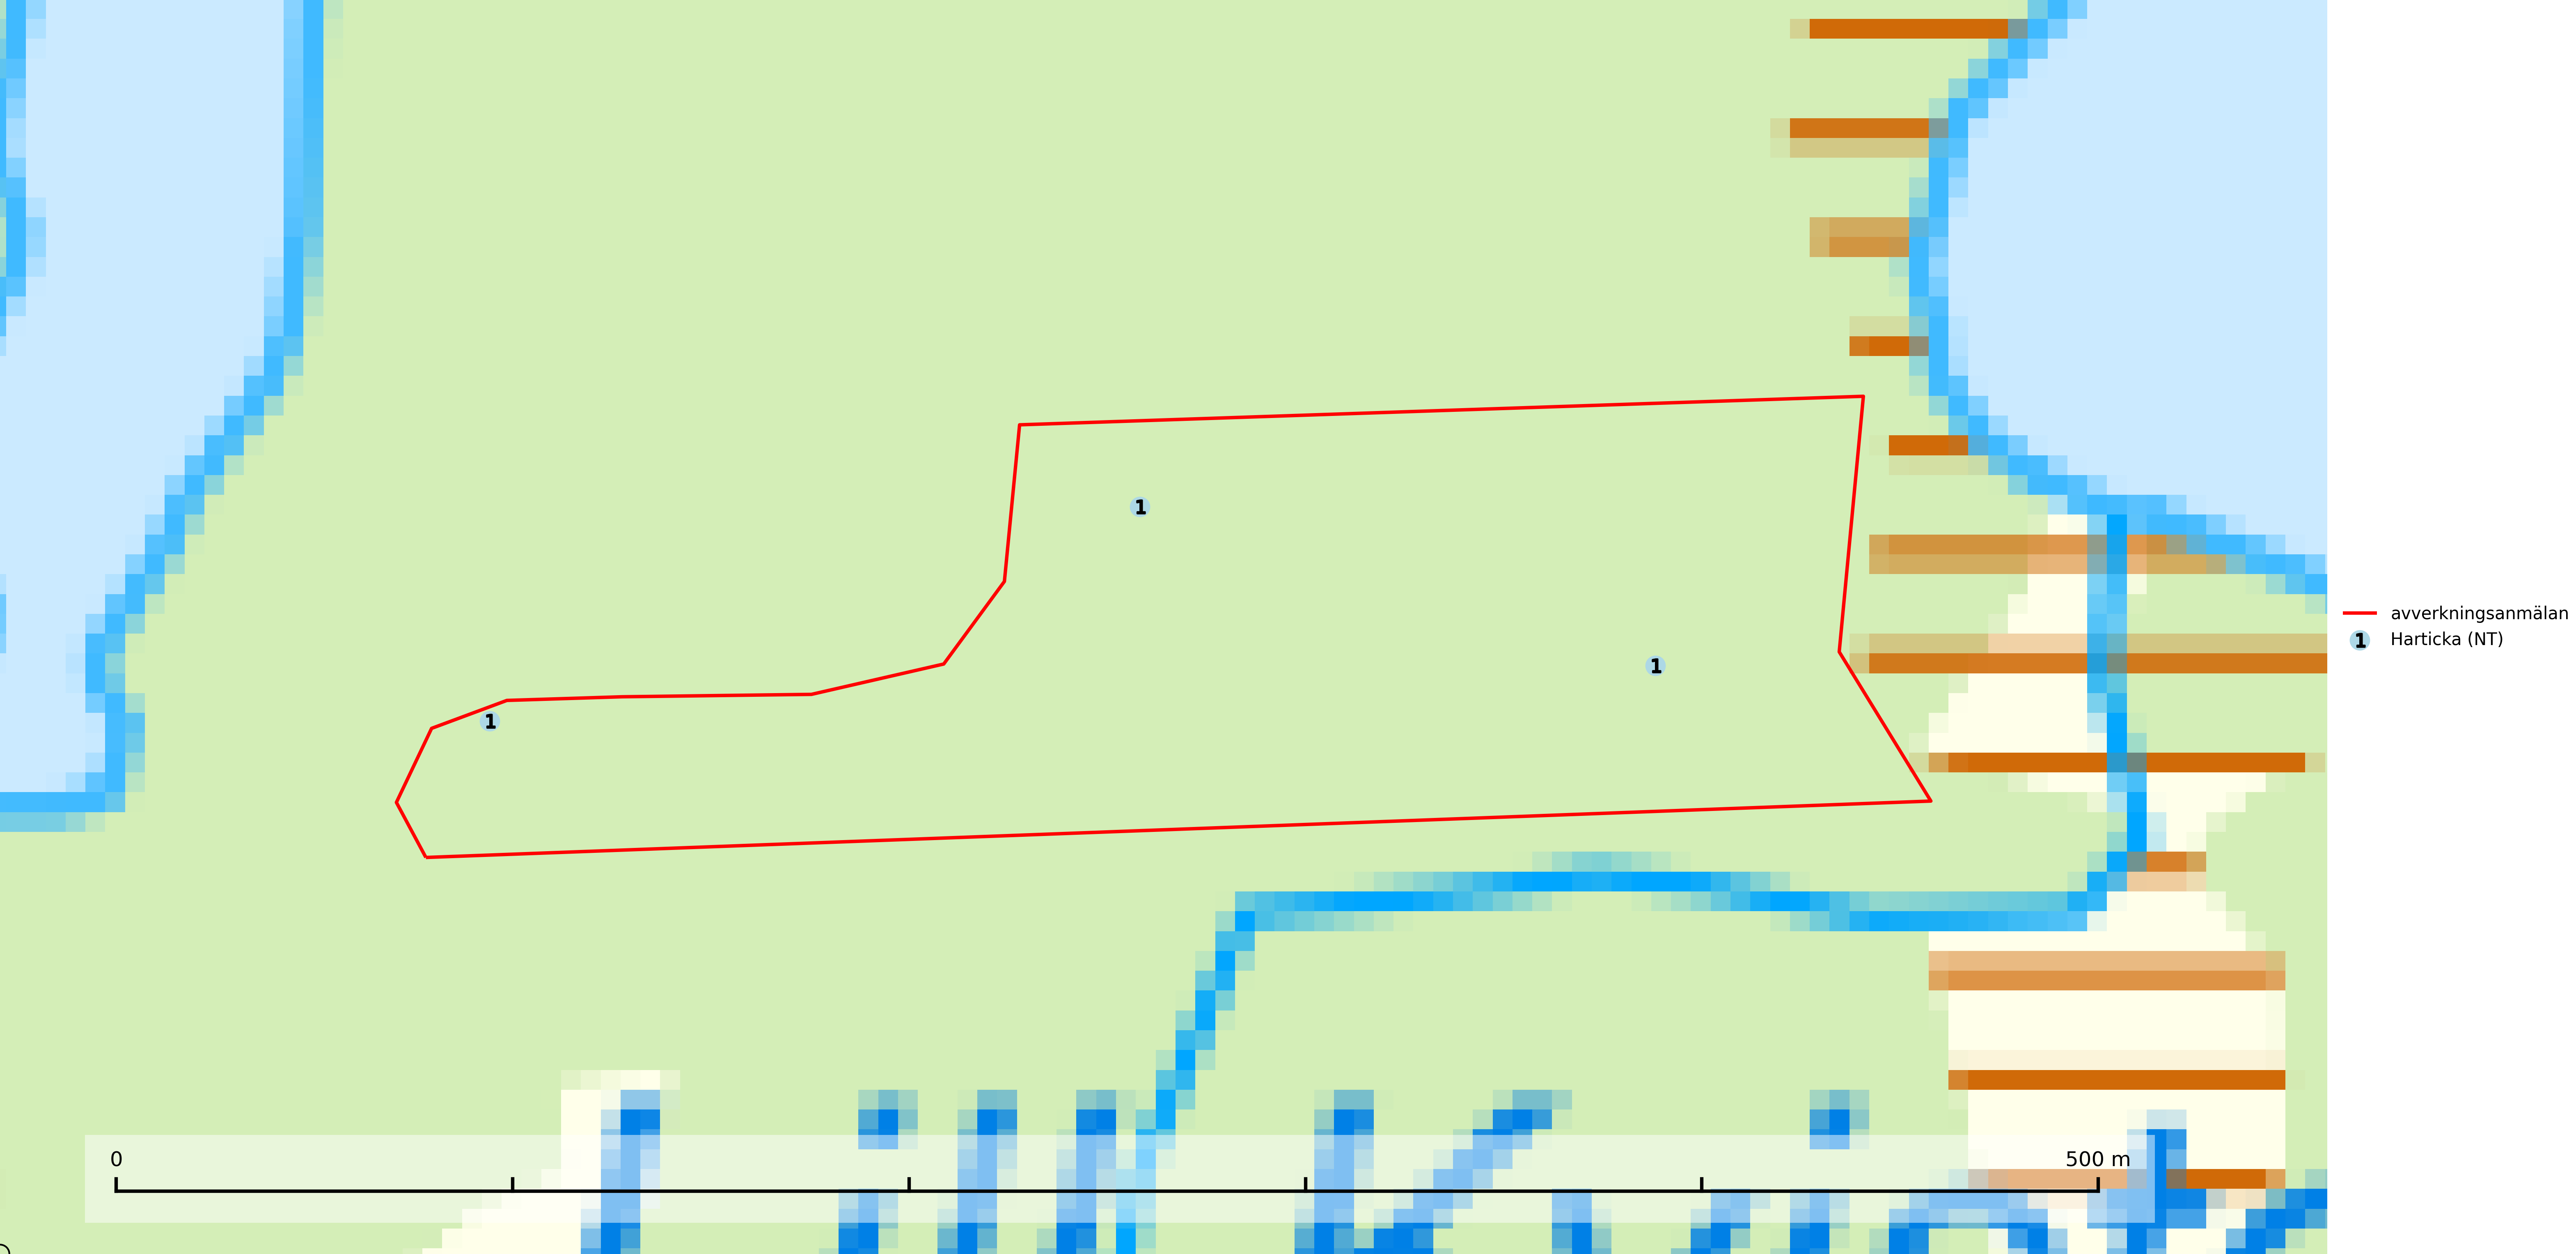 1
1
1
avverkningsanmälan
1 Harticka (NT)
0 500 m